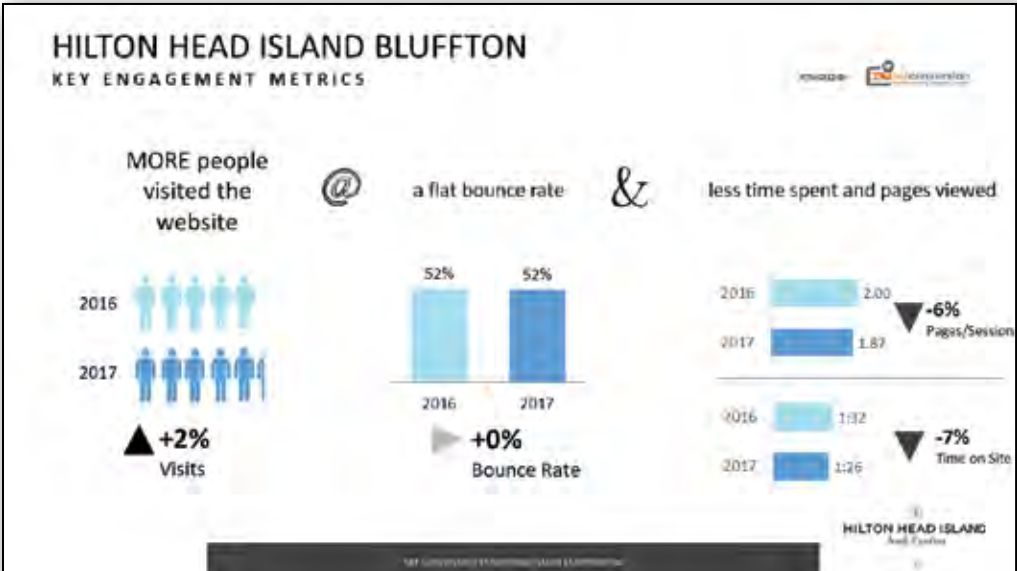 HILTON HEAD ISLAND BLUFFTON
KEY ENGAGEMENT METRICS
MORE people
visited the
website
@
a flat bounce rate
&
less time spent and pages viewed
2016
2017
+2%
Visits
52%
52%
2016
2017
+0%
Bounce Rate
2016
2.00
2017
1.87
-6%
Pages/Session
2016
1:32
2017
1:26
-7%
Time on Site
HILTON HEAD ISLAND